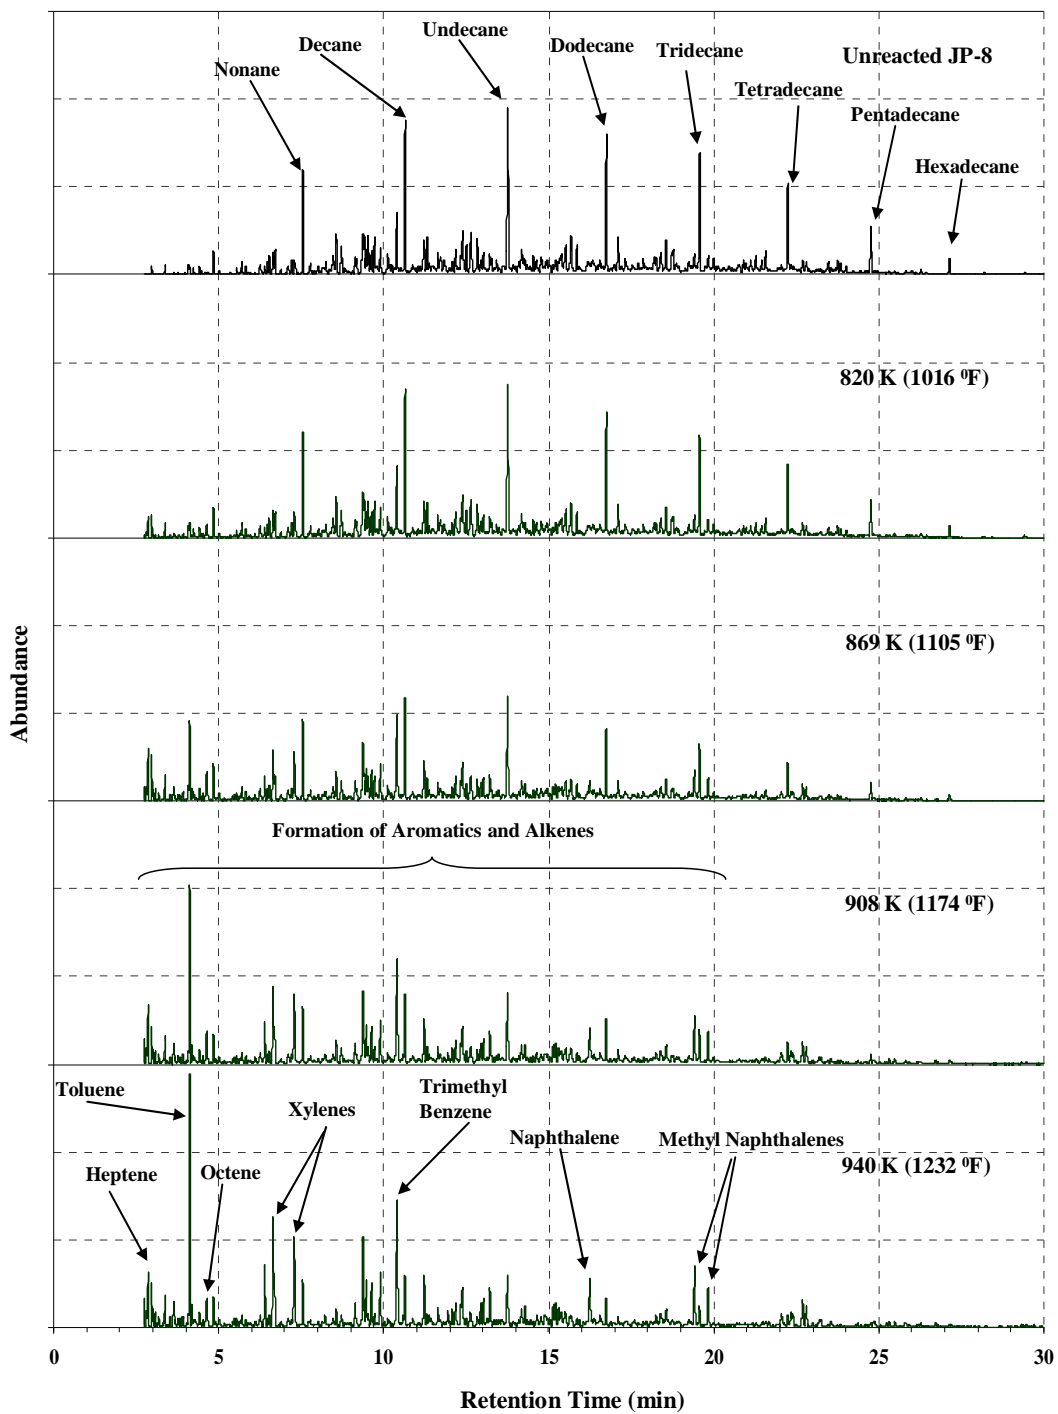 Undecane
Decane
Dodecane
Tridecane
Unreacted JP-8
Nonane
Tetradecane
Pentadecane
Hexadecane
820 K (1016 ⁰F)
869 K (1105 ⁰F)
Abundance
Formation of Aromatics and Alkenes
908 K (1174 ⁰F)
Toluene
Trimethyl
Benzene
Xylenes
Naphthalene
Methyl Naphthalenes
Heptene
Octene
940 K (1232 ⁰F)
0 5 10 15 20 25 30
Retention Time (min)